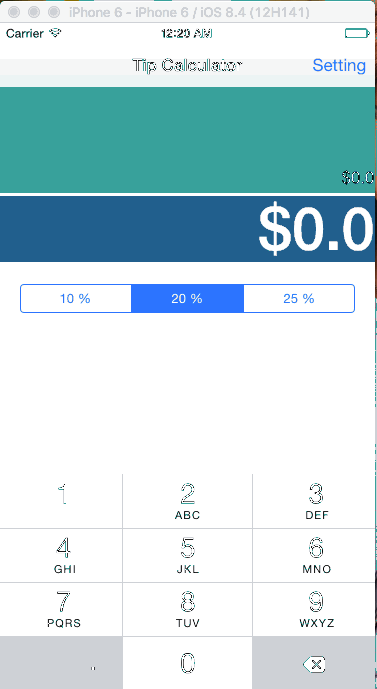 iPhone 6 - iPhone 6 / iOS 8.4 (12H141)
Carrier 12:20 AM
Tip Calculator Setting
$0.0
$0.0
10 % 20 % 25 %
1 2 3
ABC DEF
4 5 6
GHI JKL MNO
7 8 9
PQRS TUV WXYZ
. 0